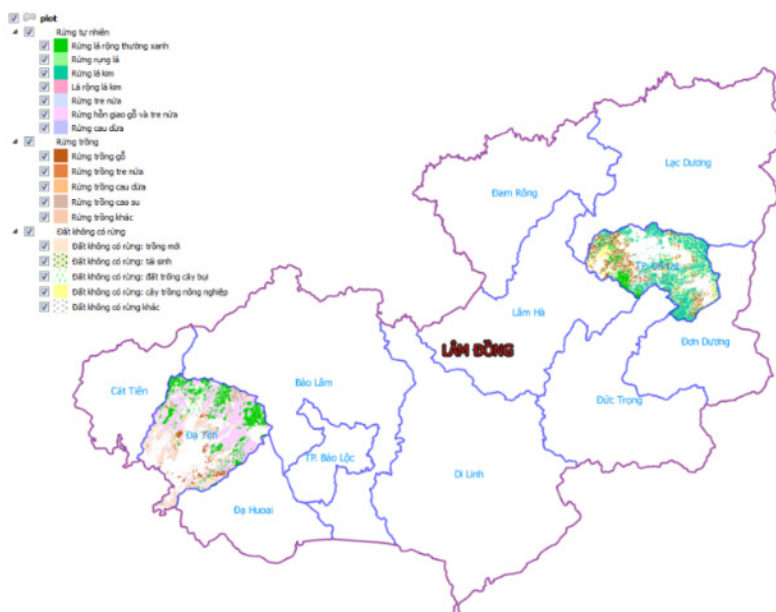 plot
Rừng tự nhiên
Rừng lá rộng thường xanh
Rừng rụng lá
Rừng lá kim
Lá rộng lá kim
Rừng tre nứa
Rừng hỗn giao gỗ và tre nứa
Rừng cau dừa
Rừng trồng
Rừng trồng gỗ
Rừng trồng tre nứa
Rừng trồng cau dừa
Rừng trồng cao su
Rừng trồng khác
Đất không có rừng
Đất không có rừng: trồng mới
Đất không có rừng: tái sinh
Đất không có rừng: đất trống cây bụi
Đất không có rừng: cây trồng nông nghiệp
Đất không có rừng khác
Lạc Dương
Đam Rông
Lâm Hà
LÂM ĐỒNG
Đơn Dương
Cát Tiên
Bảo Lâm
Đức Trọng
Đạ Tẻh
TP. Bảo Lộc
Di Linh
Đạ Huoai